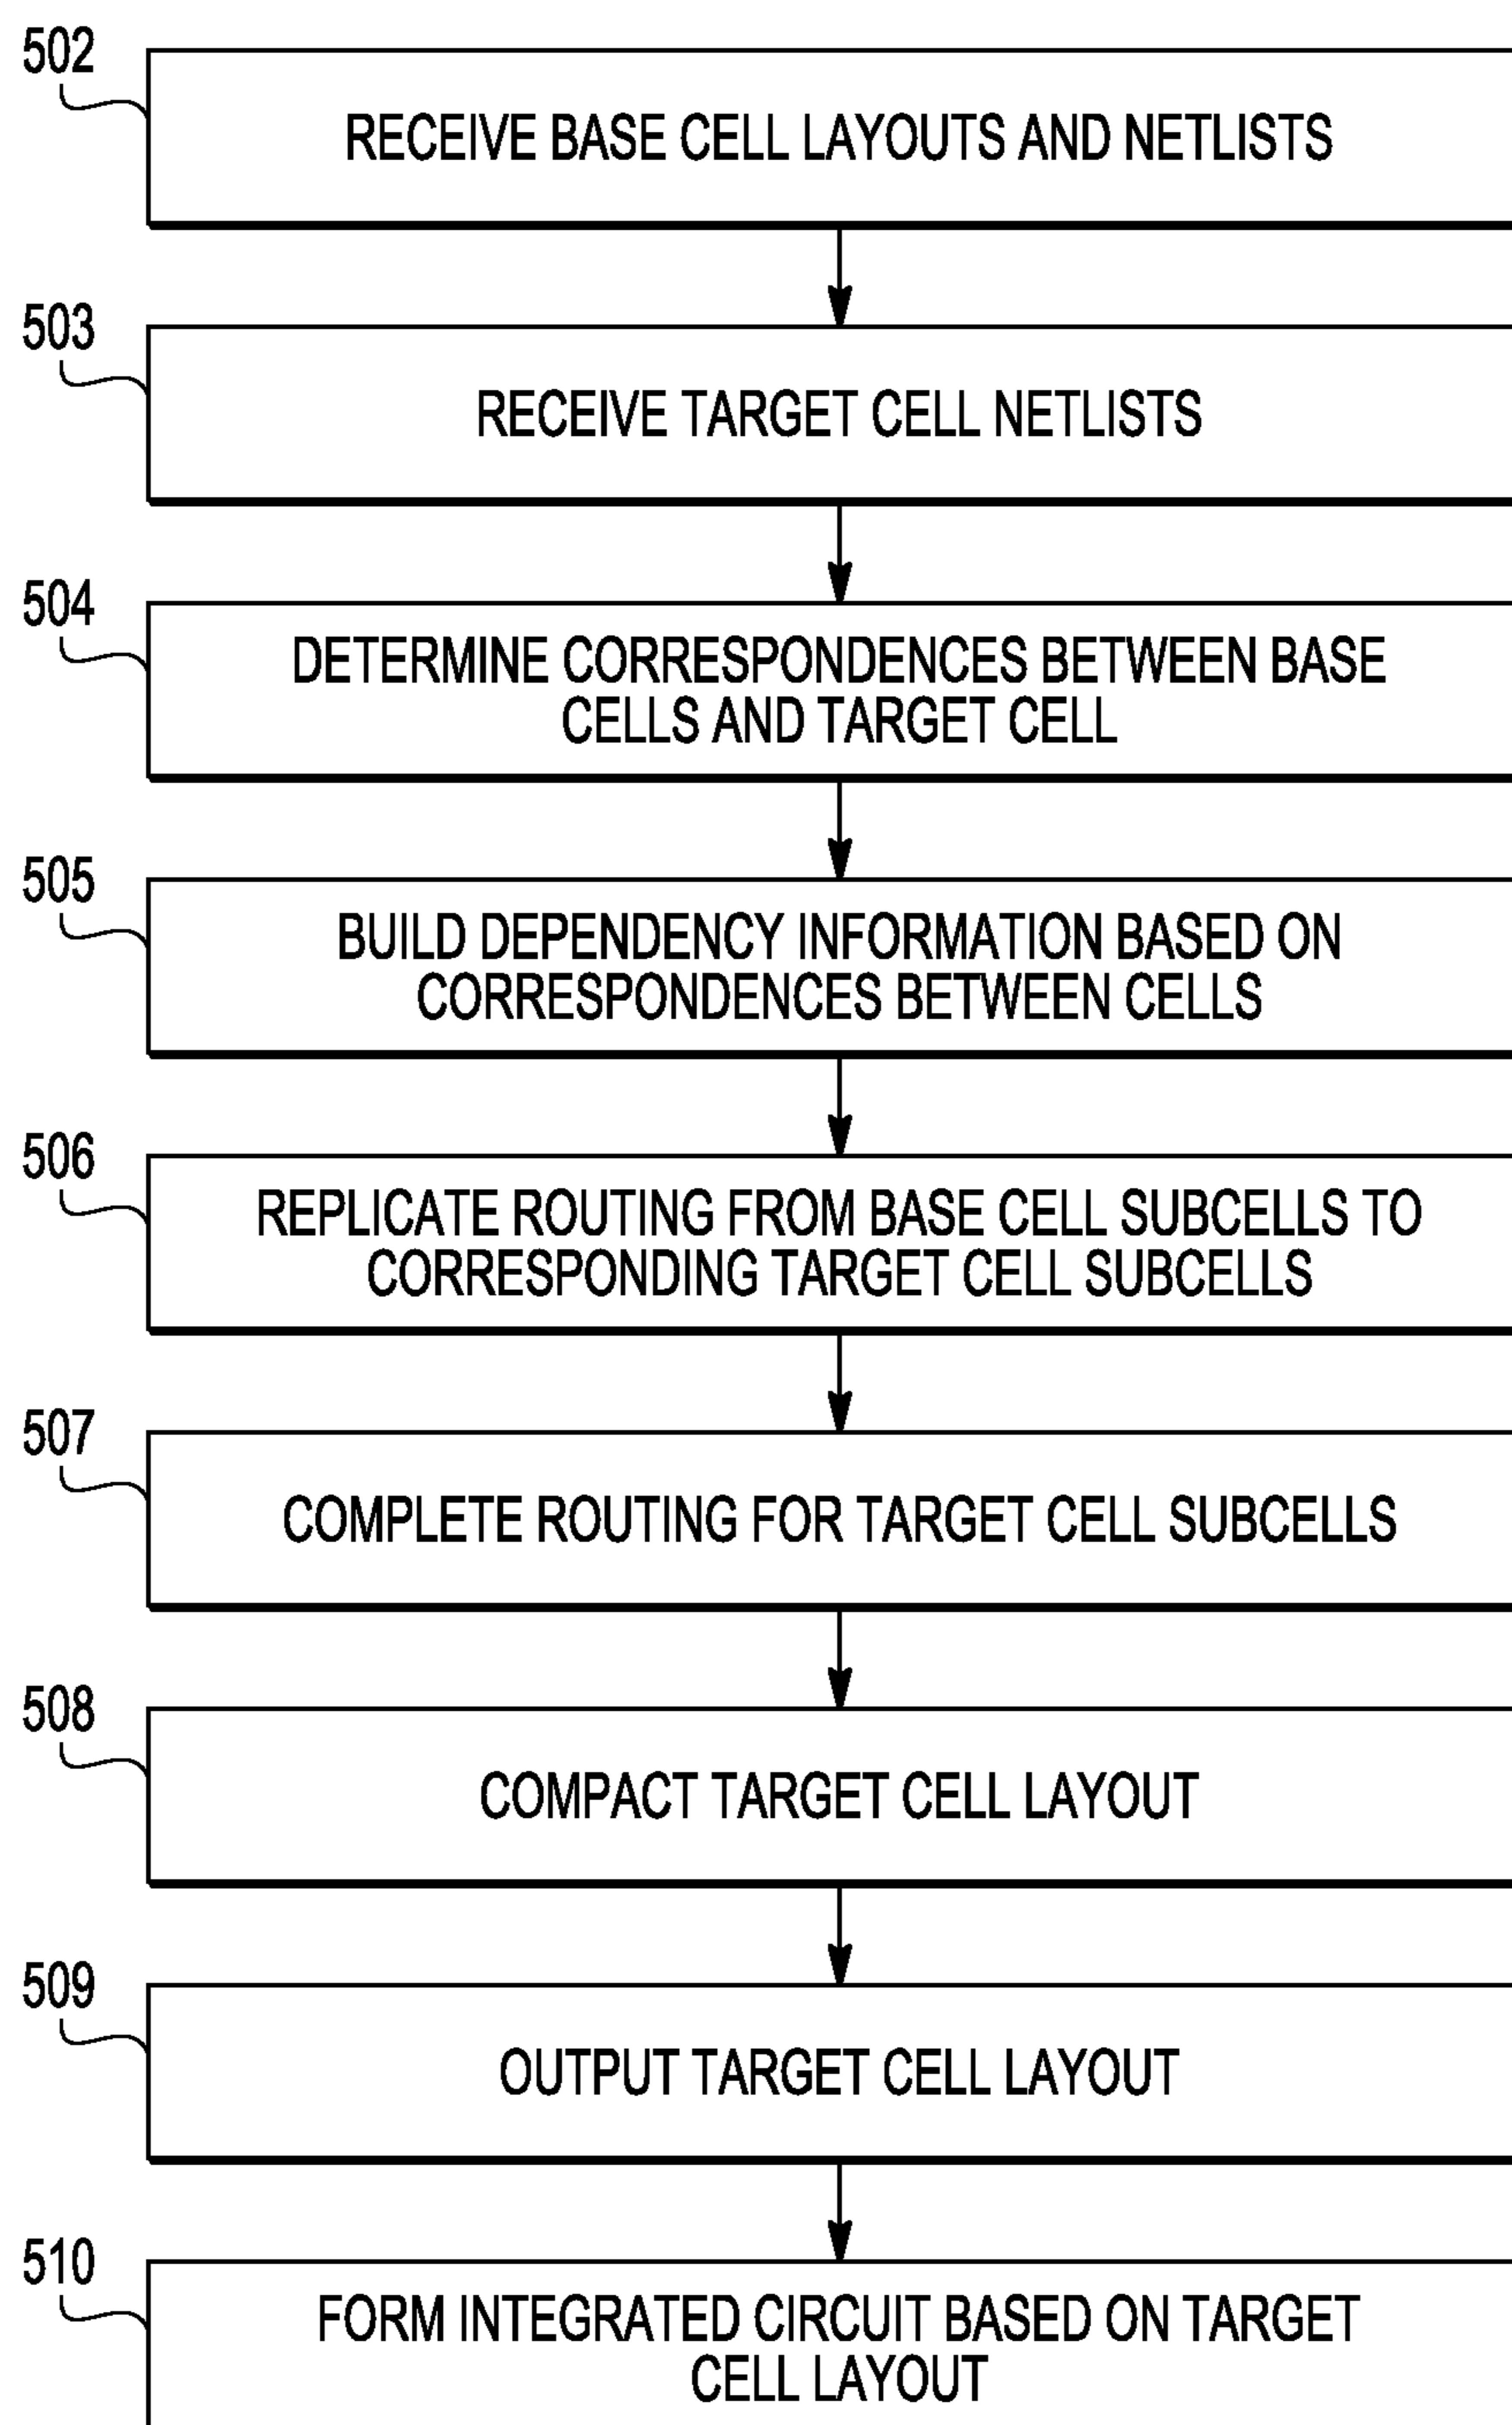 502
RECEIVE BASE CELL LAYOUTS AND NETLISTS
503
RECEIVE TARGET CELL NETLISTS
504
DETERMINE CORRESPONDENCES BETWEEN BASE
CELLS AND TARGET CELL
505
BUILD DEPENDENCY INFORMATION BASED ON
CORRESPONDENCES BETWEEN CELLS
506
REPLICATE ROUTING FROM BASE CELL SUBCELLS TO
CORRESPONDING TARGET CELL SUBCELLS
507
COMPLETE ROUTING FOR TARGET CELL SUBCELLS
508
COMPACT TARGET CELL LAYOUT
509
OUTPUT TARGET CELL LAYOUT
510
FORM INTEGRATED CIRCUIT BASED ON TARGET
CELL LAYOUT